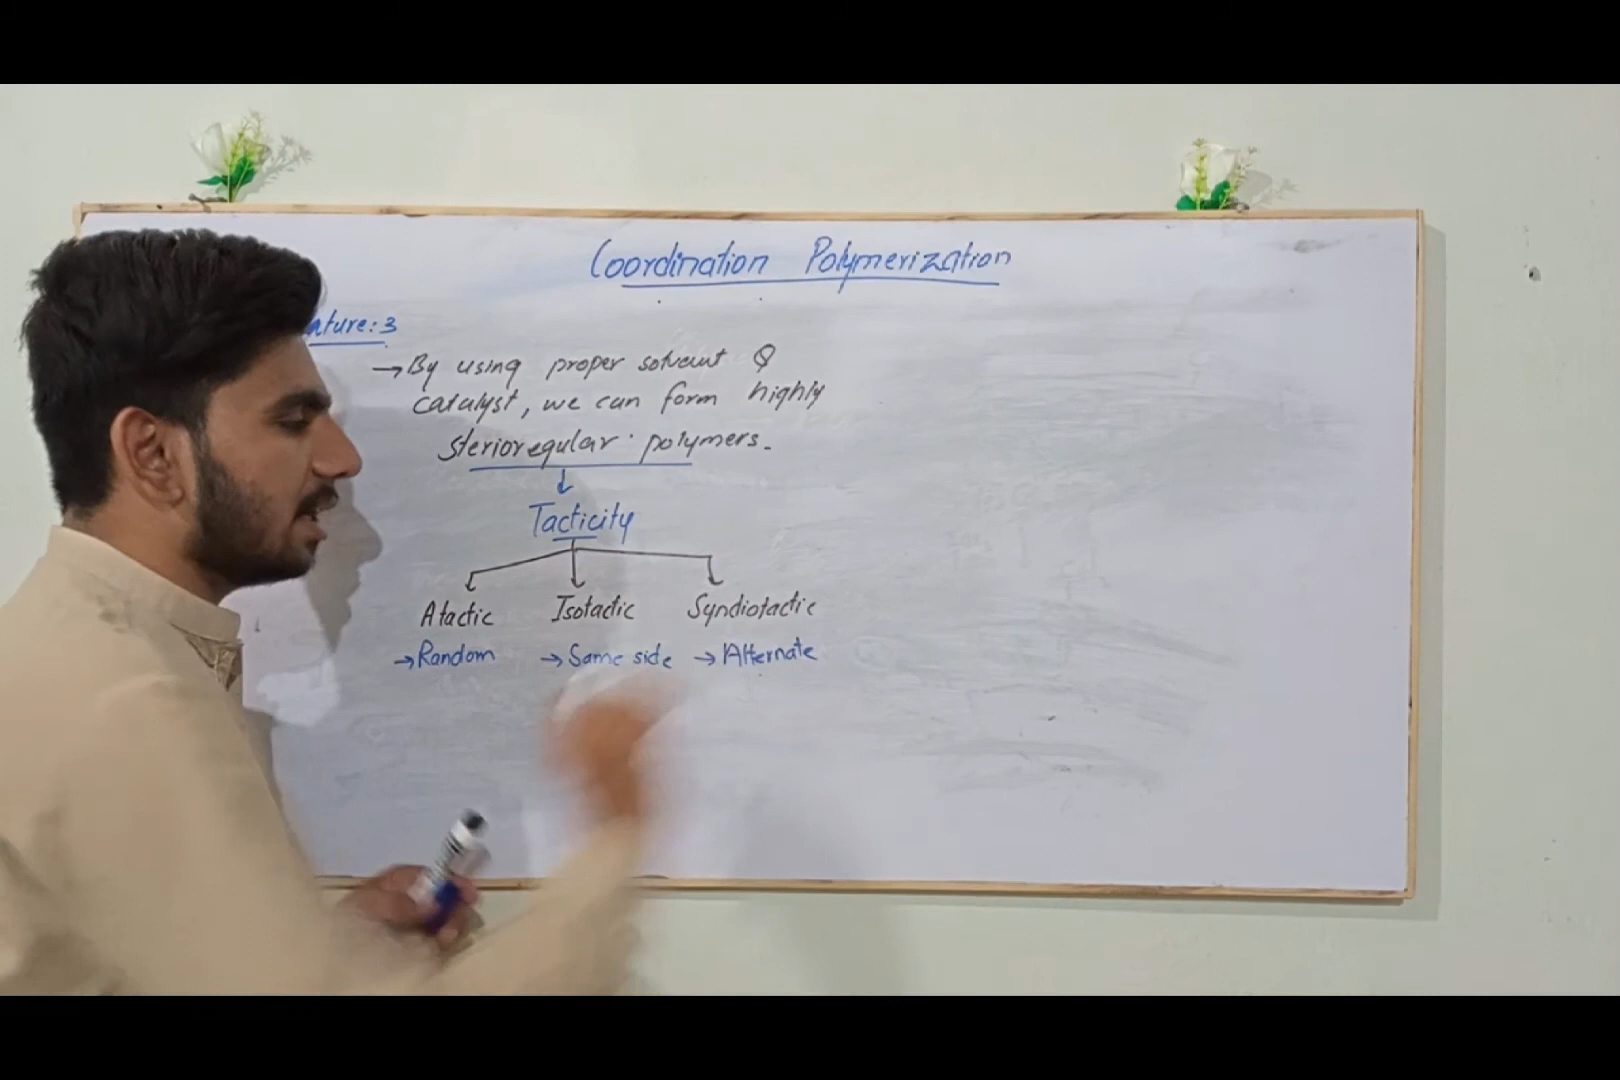 Coordination Polymerization
ature:3
→ By using proper solvent &
catalyst, we can form highly
sterioregular polymers.
↓
Tacticity
Atactic Isotactic Syndiotactic
→ Random → Same side → Alternate